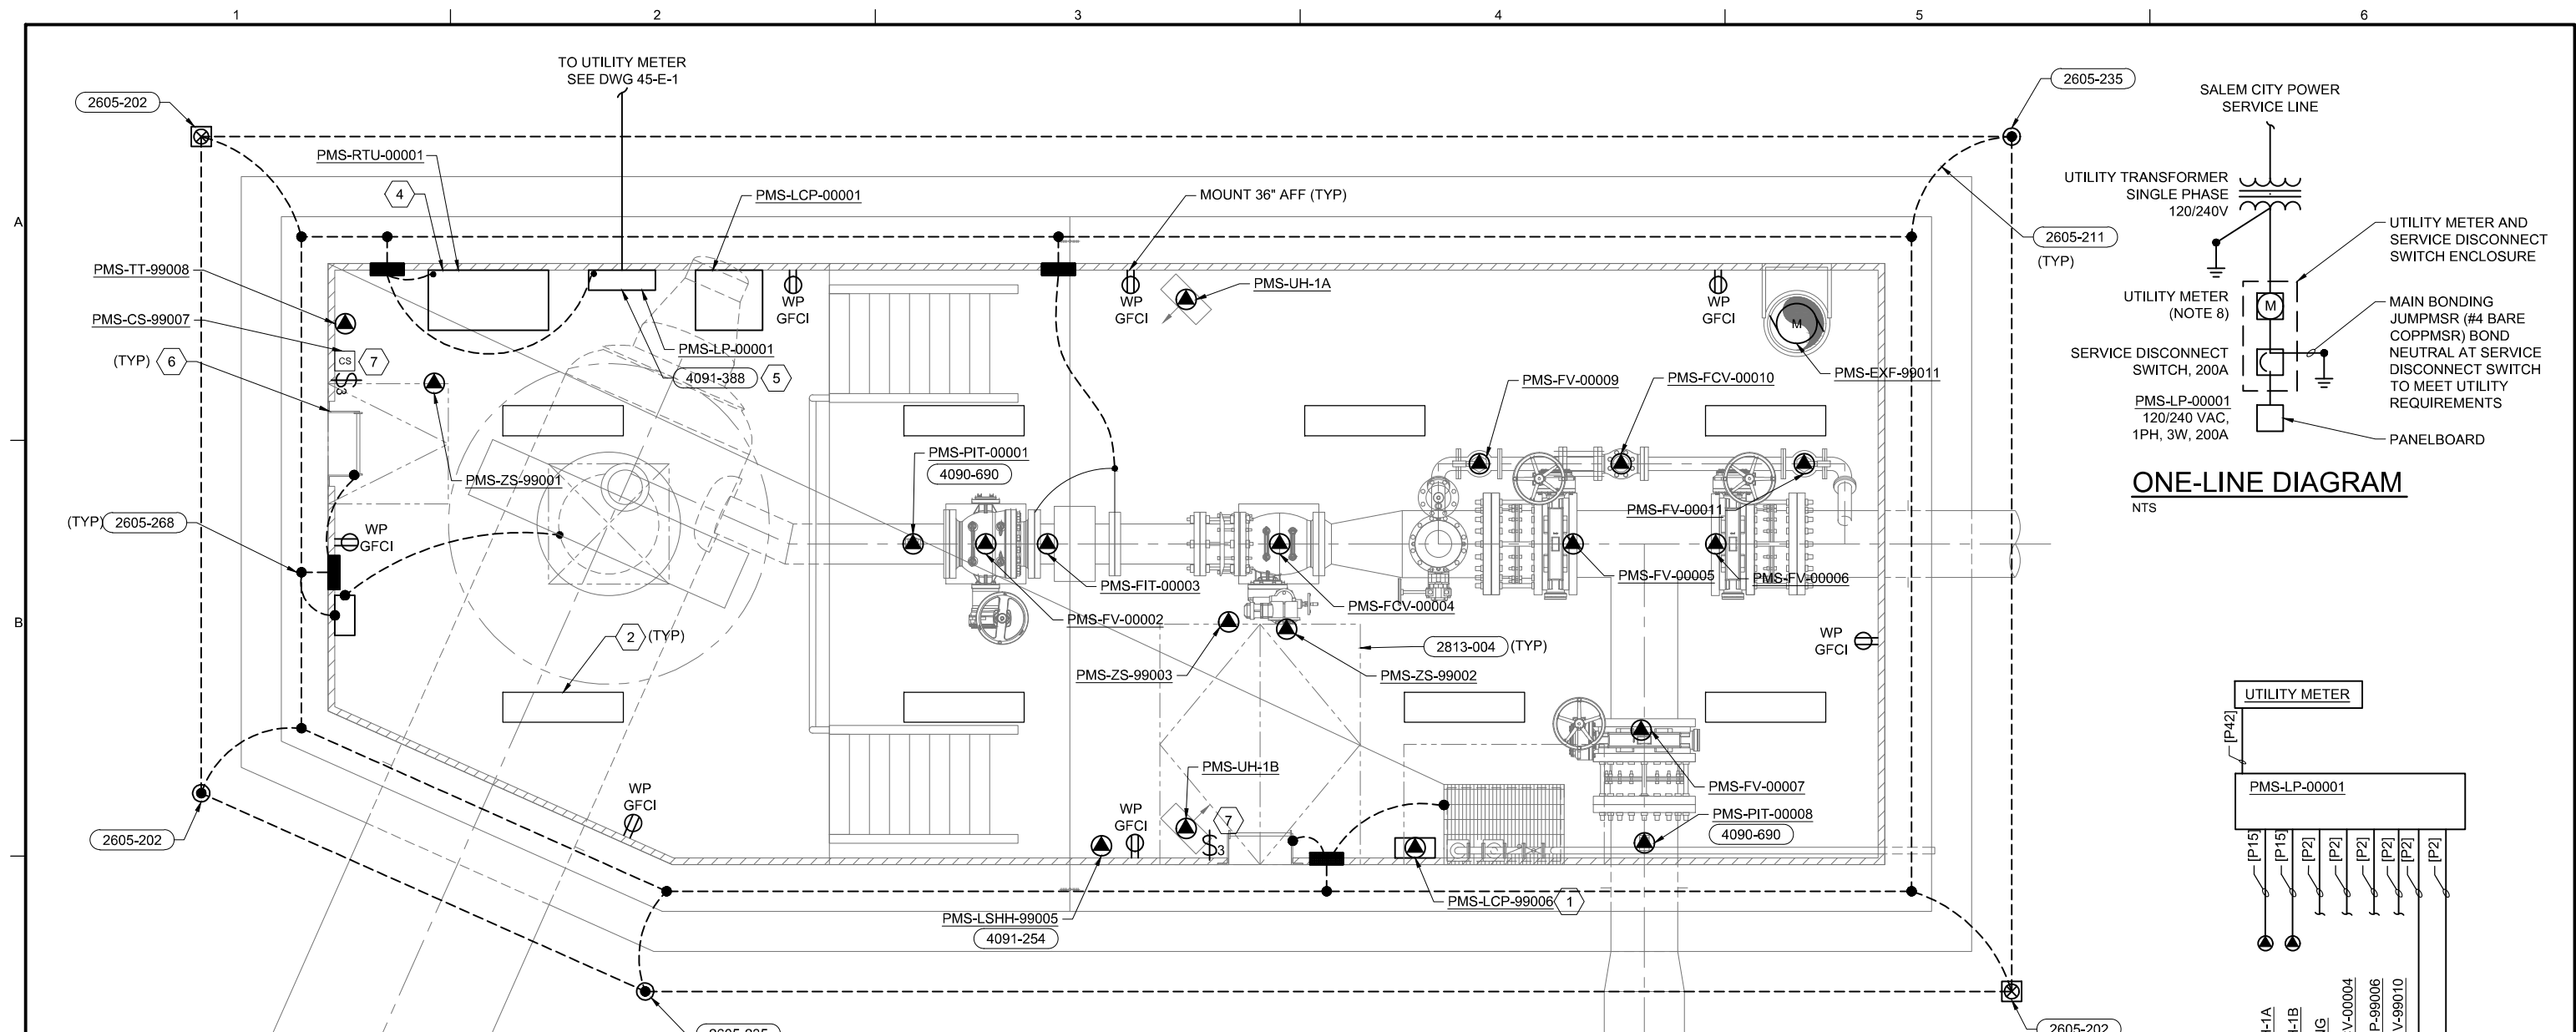 1
2
3
4
5
6
A
B
TO UTILITY METER
SEE DWG 45-E-1
2605-202
PMS-RTU-00001
4
PMS-LCP-00001
MOUNT 36" AFF (TYP)
2605-235
2605-211
(TYP)
PMS-TT-99008
PMS-CS-99007
(TYP) 6
CS
7
S3
WP
GFCI
PMS-LP-00001
4091-388
5
WP
GFCI
PMS-UH-1A
WP
GFCI
M
PMS-EXF-99011
PMS-ZS-99001
PMS-PIT-00001
4090-690
PMS-FV-00009
PMS-FCV-00010
PMS-FV-00011
(TYP) 2605-268
WP
GFCI
PMS-FIT-00003
PMS-FV-00002
PMS-FCV-00004
PMS-FV-00005
PMS-FV-00006
2 (TYP)
2813-004 (TYP)
PMS-ZS-99003
PMS-ZS-99002
WP
GFCI
PMS-UH-1B
WP
GFCI
WP
GFCI
7
S3
PMS-FV-00007
PMS-PIT-00008
4090-690
2605-202
PMS-LSHH-99005
4091-254
PMS-LCP-99006
1
2605-235
2605-202
SALEM CITY POWER
SERVICE LINE
UTILITY TRANSFORMER
SINGLE PHASE
120/240V
UTILITY METER AND
SERVICE DISCONNECT
SWITCH ENCLOSURE
UTILITY METER
(NOTE 8)
M
MAIN BONDING
JUMPMSR (#4 BARE
COPPMSR) BOND
NEUTRAL AT SERVICE
DISCONNECT SWITCH
TO MEET UTILITY
REQUIREMENTS
SERVICE DISCONNECT
SWITCH, 200A
PMS-LP-00001
120/240 VAC,
1PH, 3W, 200A
PANELBOARD
ONE-LINE DIAGRAM
NTS
UTILITY METER
[P42]
PMS-LP-00001
[P15]
[P15]
[P2]
[P2]
[P2]
[P2]
[P2]
H-1A
H-1B
NG
V-00004
P-99006
V-99010